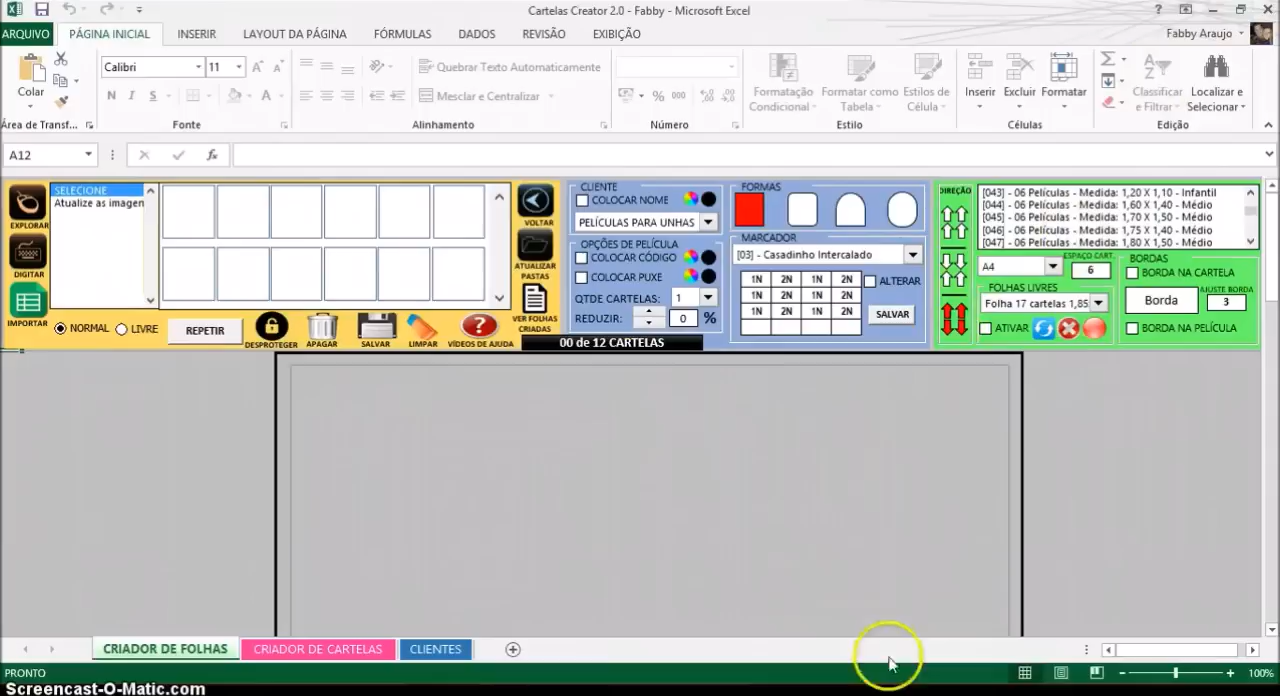 Cartelas Creator 2.0 - Fabby - Microsoft Excel
ARQUIVO PÁGINA INICIAL INSERIR LAYOUT DA PÁGINA FÓRMULAS DADOS REVISÃO EXIBIÇÃO Fabby Araujo
Colar
Calibri 11
N I S
Quebrar Texto Automaticamente
Mesclar e Centralizar
% 000
Formatação Condicional
Formatar como Tabela
Estilos de Célula
Inserir Excluir Formatar
Classificar e Filtrar
Localizar e Selecionar
Área de Transf... Fonte Alinhamento Número Estilo Células Edição
A12 fx
EXPLORAR
DIGITAR
IMPORTAR
SELECIONE
Atualize as imagen
NORMAL LIVRE REPETIR
DESPROTEGER APAGAR SALVAR LIMPAR VÍDEOS DE AJUDA
VOLTAR
ATUALIZAR PASTAS
VER FOLHAS CRIADAS
CLIENTE
COLOCAR NOME
PELÍCULAS PARA UNHAS
OPÇÕES DE PELÍCULA
COLOCAR CÓDIGO
COLOCAR PUXE
QTDE CARTELAS: 1
REDUZIR: 0 %
00 de 12 CARTELAS
FORMAS
MARCADOR
[03] - Casadinho Intercalado
1N 2N 1N 2N
1N 2N 1N 2N
1N 2N 1N 2N
ALTERAR
SALVAR
DIREÇÃO
[043] - 06 Películas - Medida: 1,20 X 1,10 - Infantil
[044] - 06 Películas - Medida: 1,60 X 1,40 - Médio
[045] - 06 Películas - Medida: 1,70 X 1,50 - Médio
[046] - 06 Películas - Medida: 1,75 X 1,40 - Médio
[047] - 06 Películas - Medida: 1,80 X 1,50 - Médio
A4
ESPAÇO CART.
6
FOLHAS LIVRES
Folha 17 cartelas 1,85
ATIVAR
BORDAS
BORDA NA CARTELA
Borda
AJUSTE BORDA
3
BORDA NA PELÍCULA
CRIADOR DE FOLHAS CRIADOR DE CARTELAS CLIENTES
PRONTO 100%
Screencast-O-Matic.com